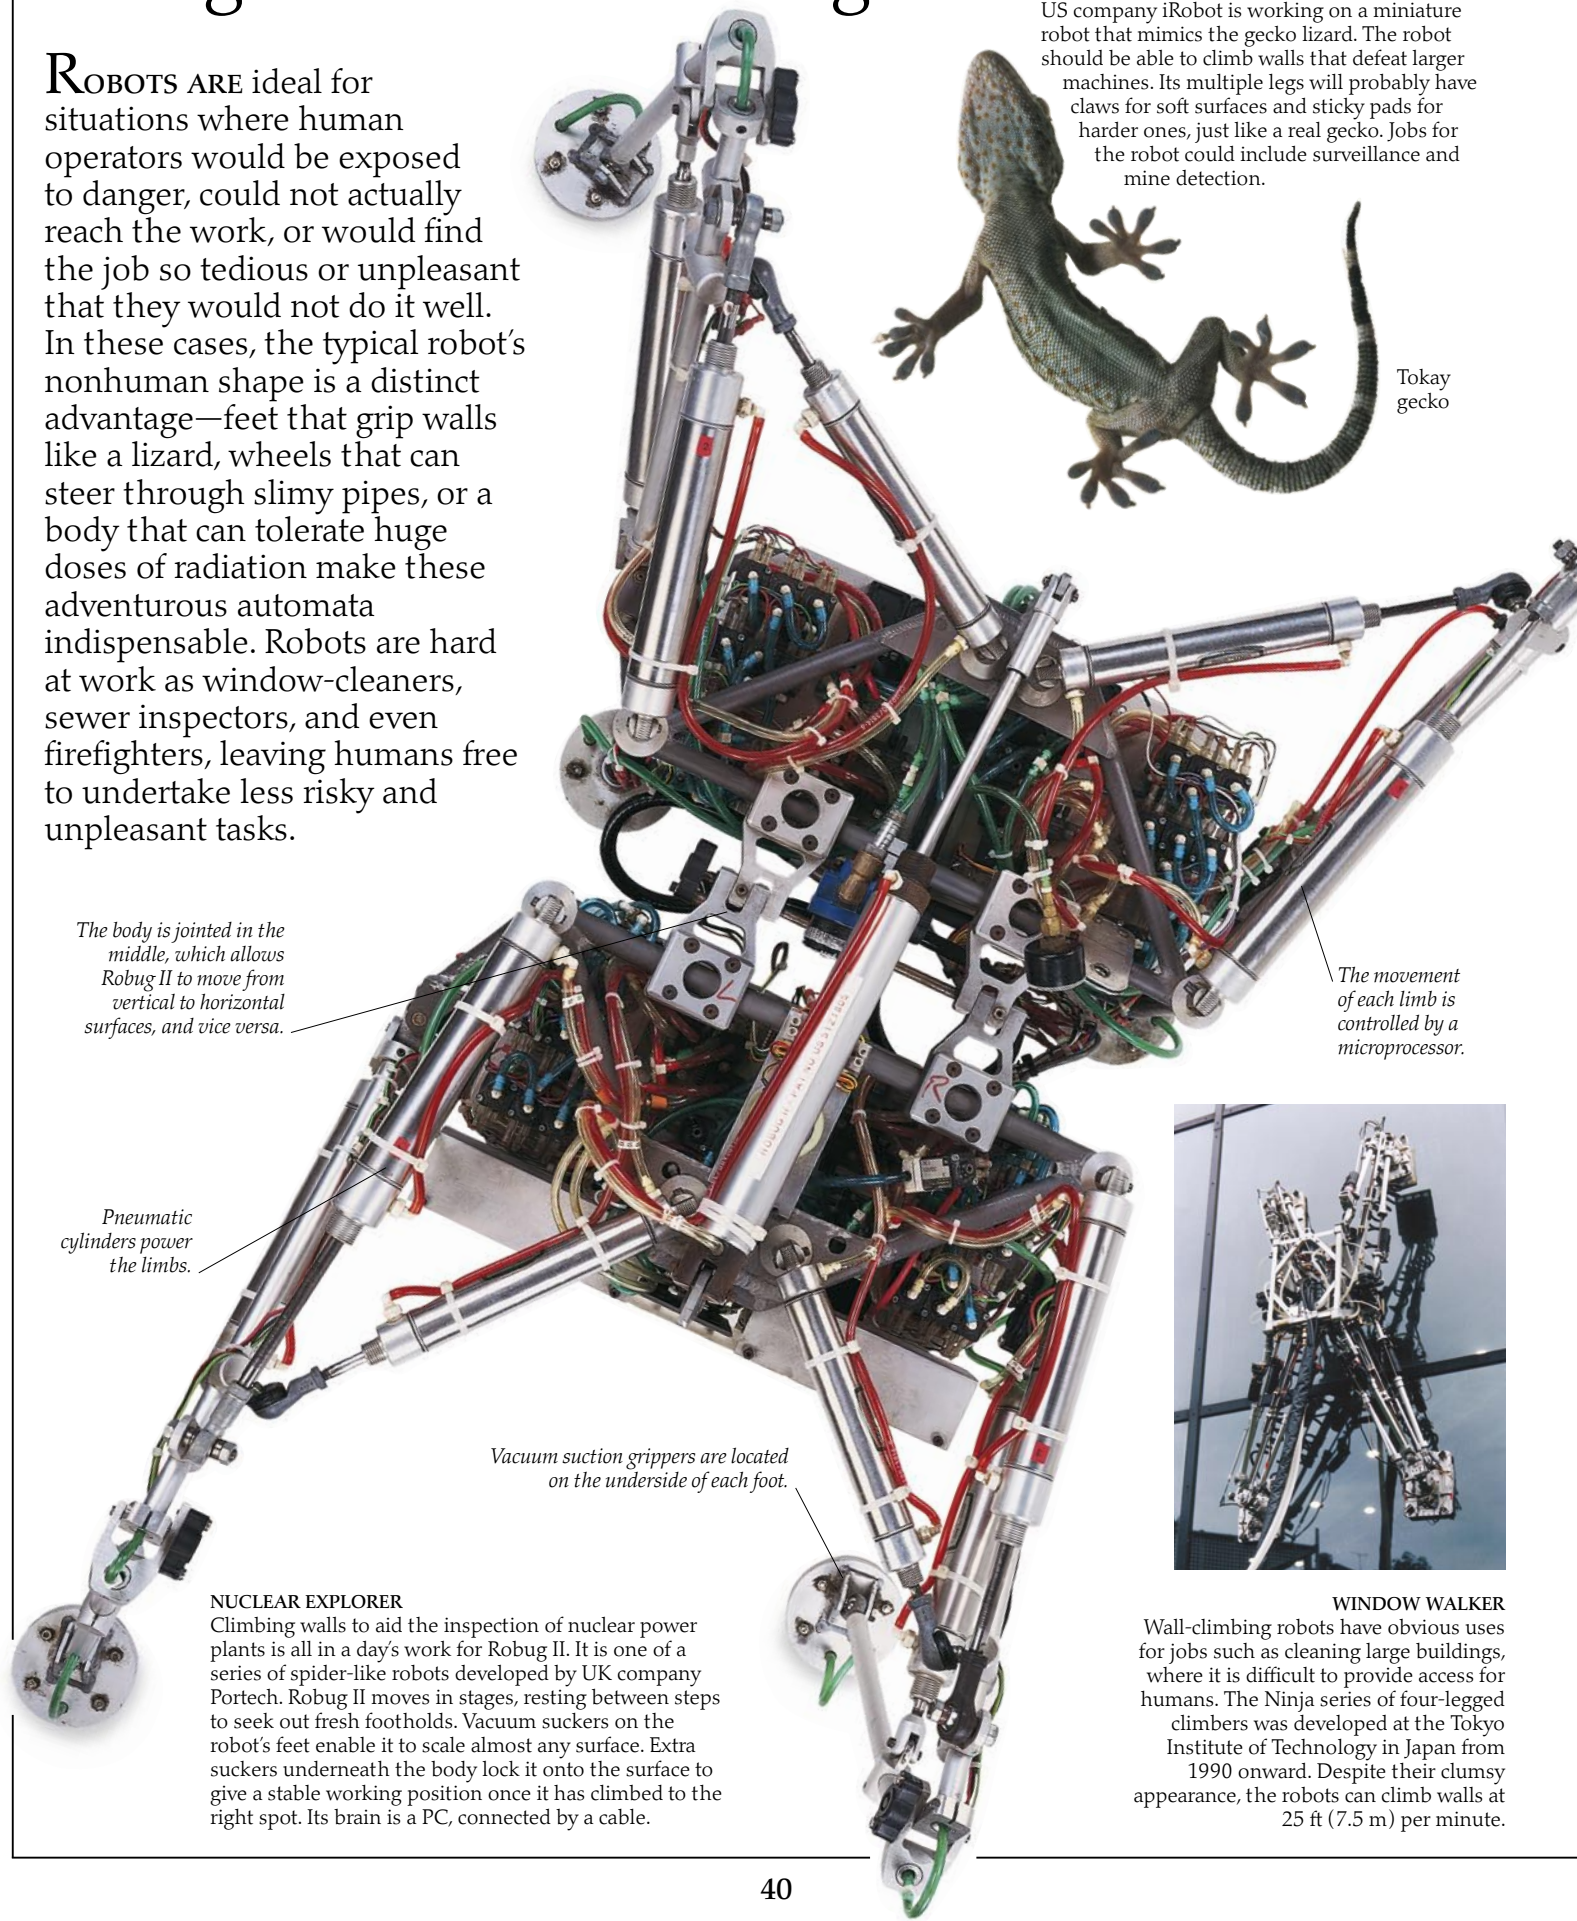 ROBOTS ARE ideal for
situations where human
operators would be exposed
to danger, could not actually
reach the work, or would find
the job so tedious or unpleasant
that they would not do it well.
In these cases, the typical robot's
nonhuman shape is a distinct
advantage—feet that grip walls
like a lizard, wheels that can
steer through slimy pipes, or a
body that can tolerate huge
doses of radiation make these
adventurous automata
indispensable. Robots are hard
at work as window-cleaners,
sewer inspectors, and even
firefighters, leaving humans free
to undertake less risky and
unpleasant tasks.
US company iRobot is working on a miniature
robot that mimics the gecko lizard. The robot
should be able to climb walls that defeat larger
machines. Its multiple legs will probably have
claws for soft surfaces and sticky pads for
harder ones, just like a real gecko. Jobs for
the robot could include surveillance and
mine detection.
Tokay
gecko
The body is jointed in the
middle, which allows
Robug II to move from
vertical to horizontal
surfaces, and vice versa.
The movement
of each limb is
controlled by a
microprocessor.
L
R
Pneumatic
cylinders power
the limbs.
Vacuum suction grippers are located
on the underside of each foot.
NUCLEAR EXPLORER
Climbing walls to aid the inspection of nuclear power
plants is all in a day's work for Robug II. It is one of a
series of spider-like robots developed by UK company
Portech. Robug II moves in stages, resting between steps
to seek out fresh footholds. Vacuum suckers on the
robot's feet enable it to scale almost any surface. Extra
suckers underneath the body lock it onto the surface to
give a stable working position once it has climbed to the
right spot. Its brain is a PC, connected by a cable.
WINDOW WALKER
Wall-climbing robots have obvious uses
for jobs such as cleaning large buildings,
where it is difficult to provide access for
humans. The Ninja series of four-legged
climbers was developed at the Tokyo
Institute of Technology in Japan from
1990 onward. Despite their clumsy
appearance, the robots can climb walls at
25 ft (7.5 m) per minute.
40